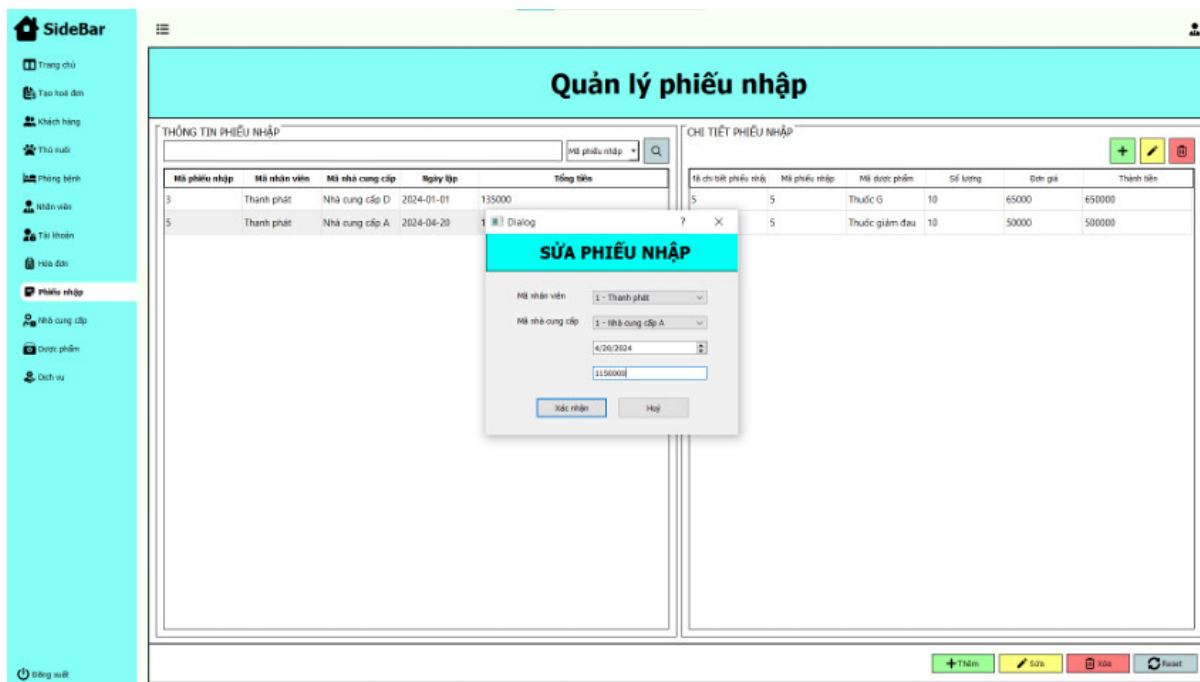 SideBar
Trang chủ
Tạo hoá đơn
Khách hàng
Thú nuôi
Phòng bệnh
Nhân viên
Tài khoản
Hóa đơn
Phiếu nhập
Nhà cung cấp
Dược phẩm
Dịch vụ
Đăng xuất
Quản lý phiếu nhập
THÔNG TIN PHIẾU NHẬP
Mã phiếu nhập
Mã phiếu nhập Mã nhân viên Mã nhà cung cấp Ngày lập Tổng tiền
3 Thanh phát Nhà cung cấp D 2024-01-01 135000
5 Thanh phát Nhà cung cấp A 2024-04-20 1
CHI TIẾT PHIẾU NHẬP
chi tiết phiếu Mã phiếu nhập Mã dược phẩm Số lượng Đơn giá Thành tiền
5 5 Thuốc G 10 65000 650000
5 Thuốc giảm đau 10 50000 500000
Dialog ? ×
SỬA PHIẾU NHẬP
Mã nhân viên 1 - Thanh phát
Mã nhà cung cấp 1 - Nhà cung cấp A
4/20/2024
1150000
Xác nhận Huỷ
Thêm Sửa Xóa Reset